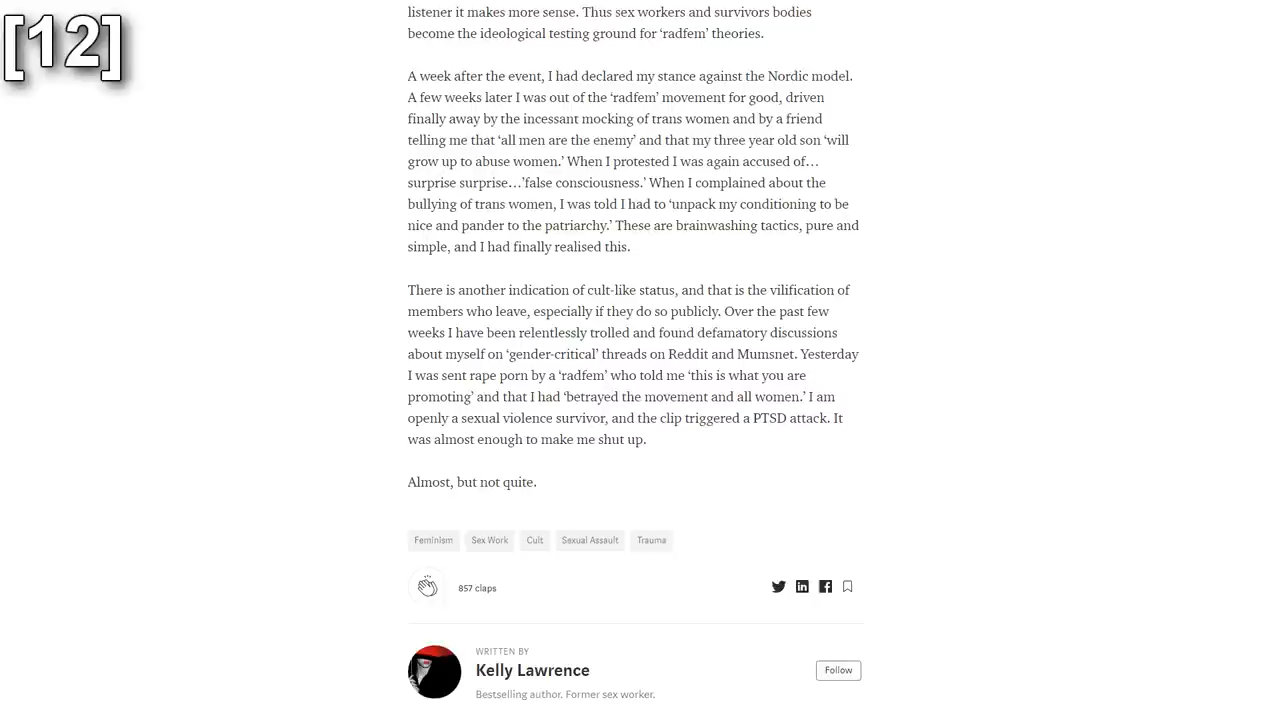 [12]
listener it makes more sense. Thus sex workers and survivors bodies
become the ideological testing ground for ‘radfem’ theories.
A week after the event, I had declared my stance against the Nordic model.
A few weeks later I was out of the ‘radfem’ movement for good, driven
finally away by the incessant mocking of trans women and by a friend
telling me that ‘all men are the enemy’ and that my three year old son ‘will
grow up to abuse women.’ When I protested I was again accused of…
surprise surprise…’false consciousness.’ When I complained about the
bullying of trans women, I was told I had to ‘unpack my conditioning to be
nice and pander to the patriarchy.’ These are brainwashing tactics, pure and
simple, and I had finally realised this.
There is another indication of cult-like status, and that is the vilification of
members who leave, especially if they do so publicly. Over the past few
weeks I have been relentlessly trolled and found defamatory discussions
about myself on ‘gender-critical’ threads on Reddit and Mumsnet. Yesterday
I was sent rape porn by a ‘radfem’ who told me ‘this is what you are
promoting’ and that I had ‘betrayed the movement and all women.’ I am
openly a sexual violence survivor, and the clip triggered a PTSD attack. It
was almost enough to make me shut up.
Almost, but not quite.
Feminism Sex Work Cult Sexual Assault Trauma
857 claps
WRITTEN BY
Kelly Lawrence
Follow
Bestselling author. Former sex worker.